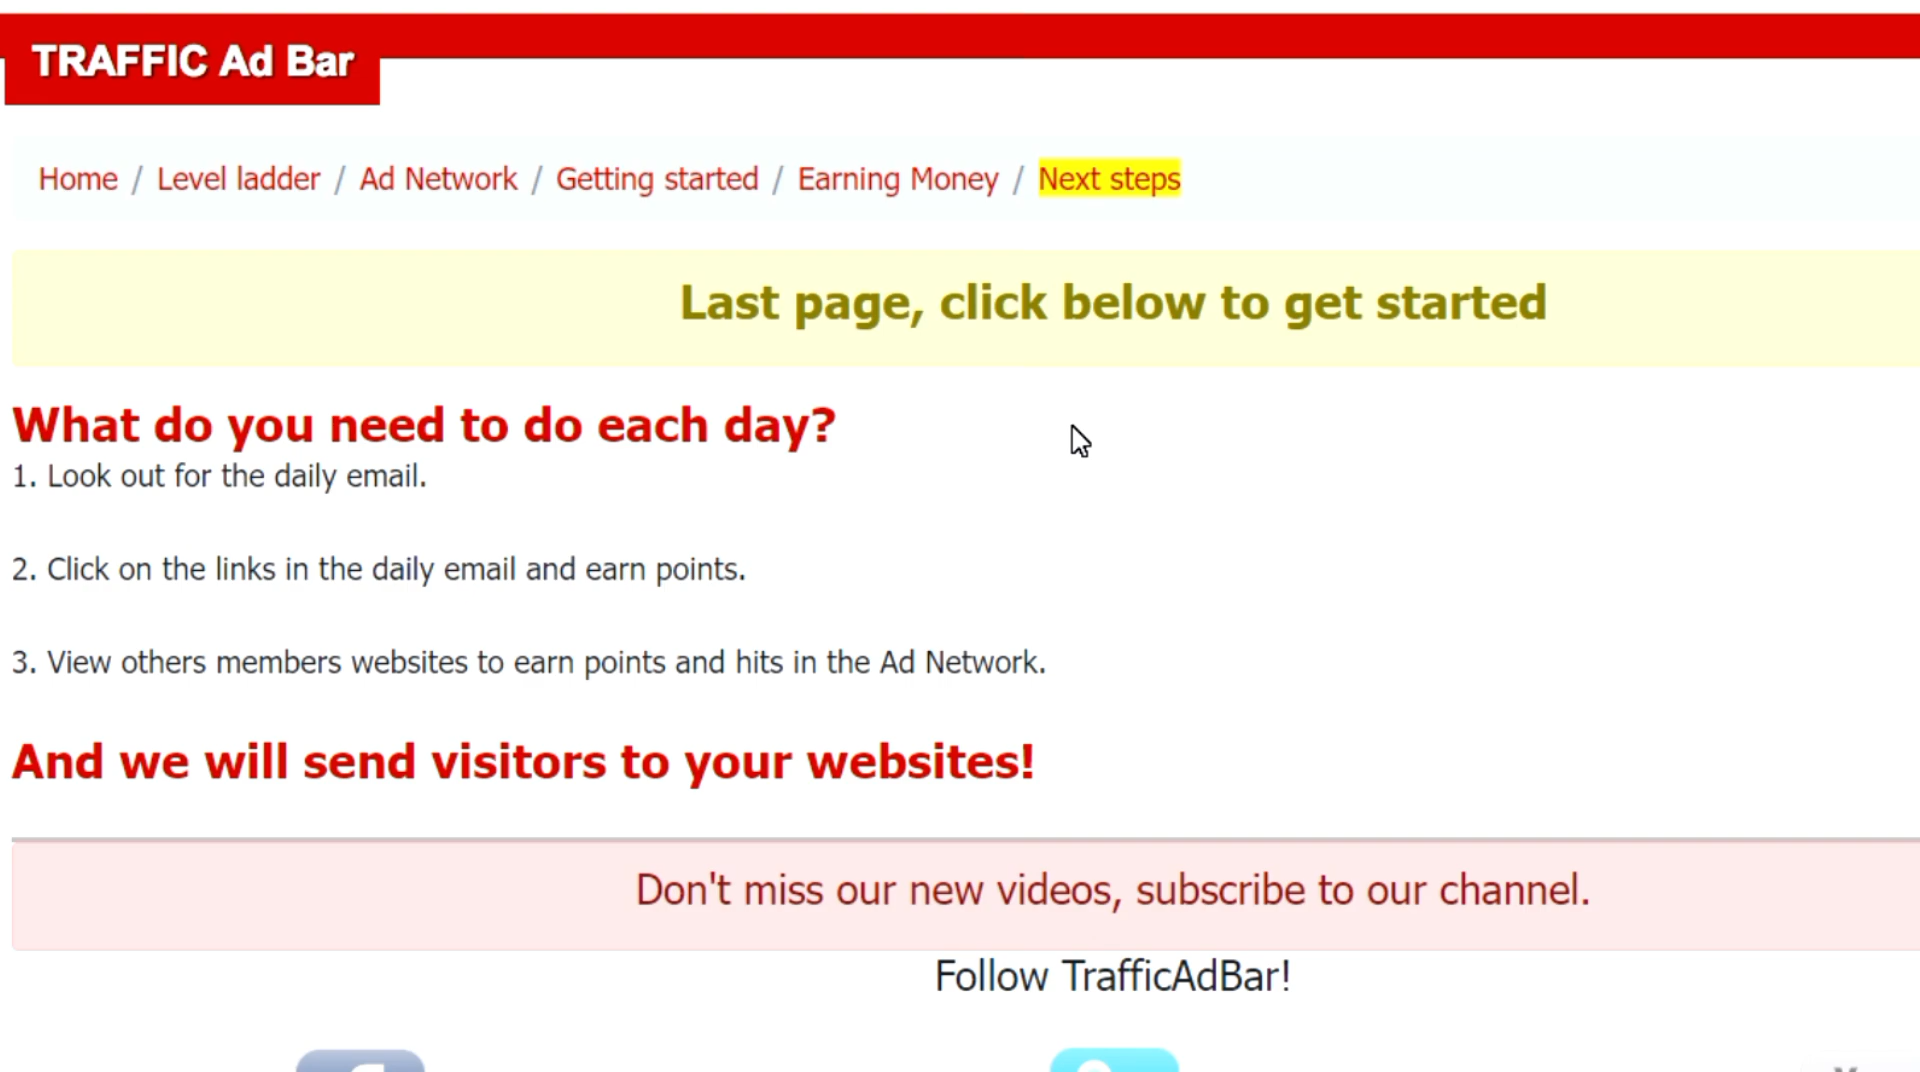 TRAFFIC Ad Bar
Home / Level ladder / Ad Network / Getting started / Earning Money / Next steps
Last page, click below to get started
What do you need to do each day?
1. Look out for the daily email.
2. Click on the links in the daily email and earn points.
3. View others members websites to earn points and hits in the Ad Network.
And we will send visitors to your websites!
Don't miss our new videos, subscribe to our channel.
Follow TrafficAdBar!